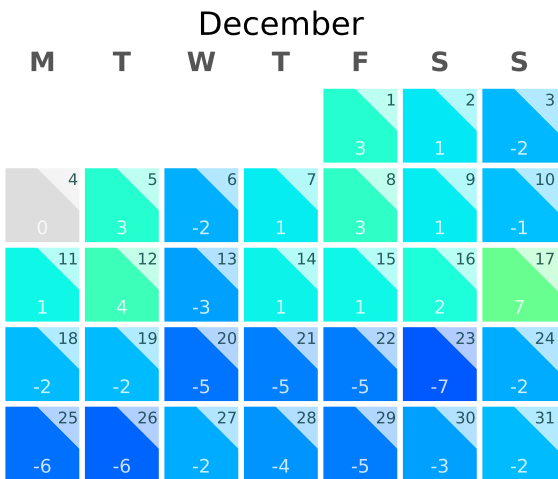 December
M T W T F S S
1 2 3
3 1 -2
4 5 6 7 8 9 10
0 3 -2 1 3 1 -1
11 12 13 14 15 16 17
1 4 -3 1 1 2 7
18 19 20 21 22 23 24
-2 -2 -5 -5 -5 -7 -2
25 26 27 28 29 30 31
-6 -6 -2 -4 -5 -3 -2